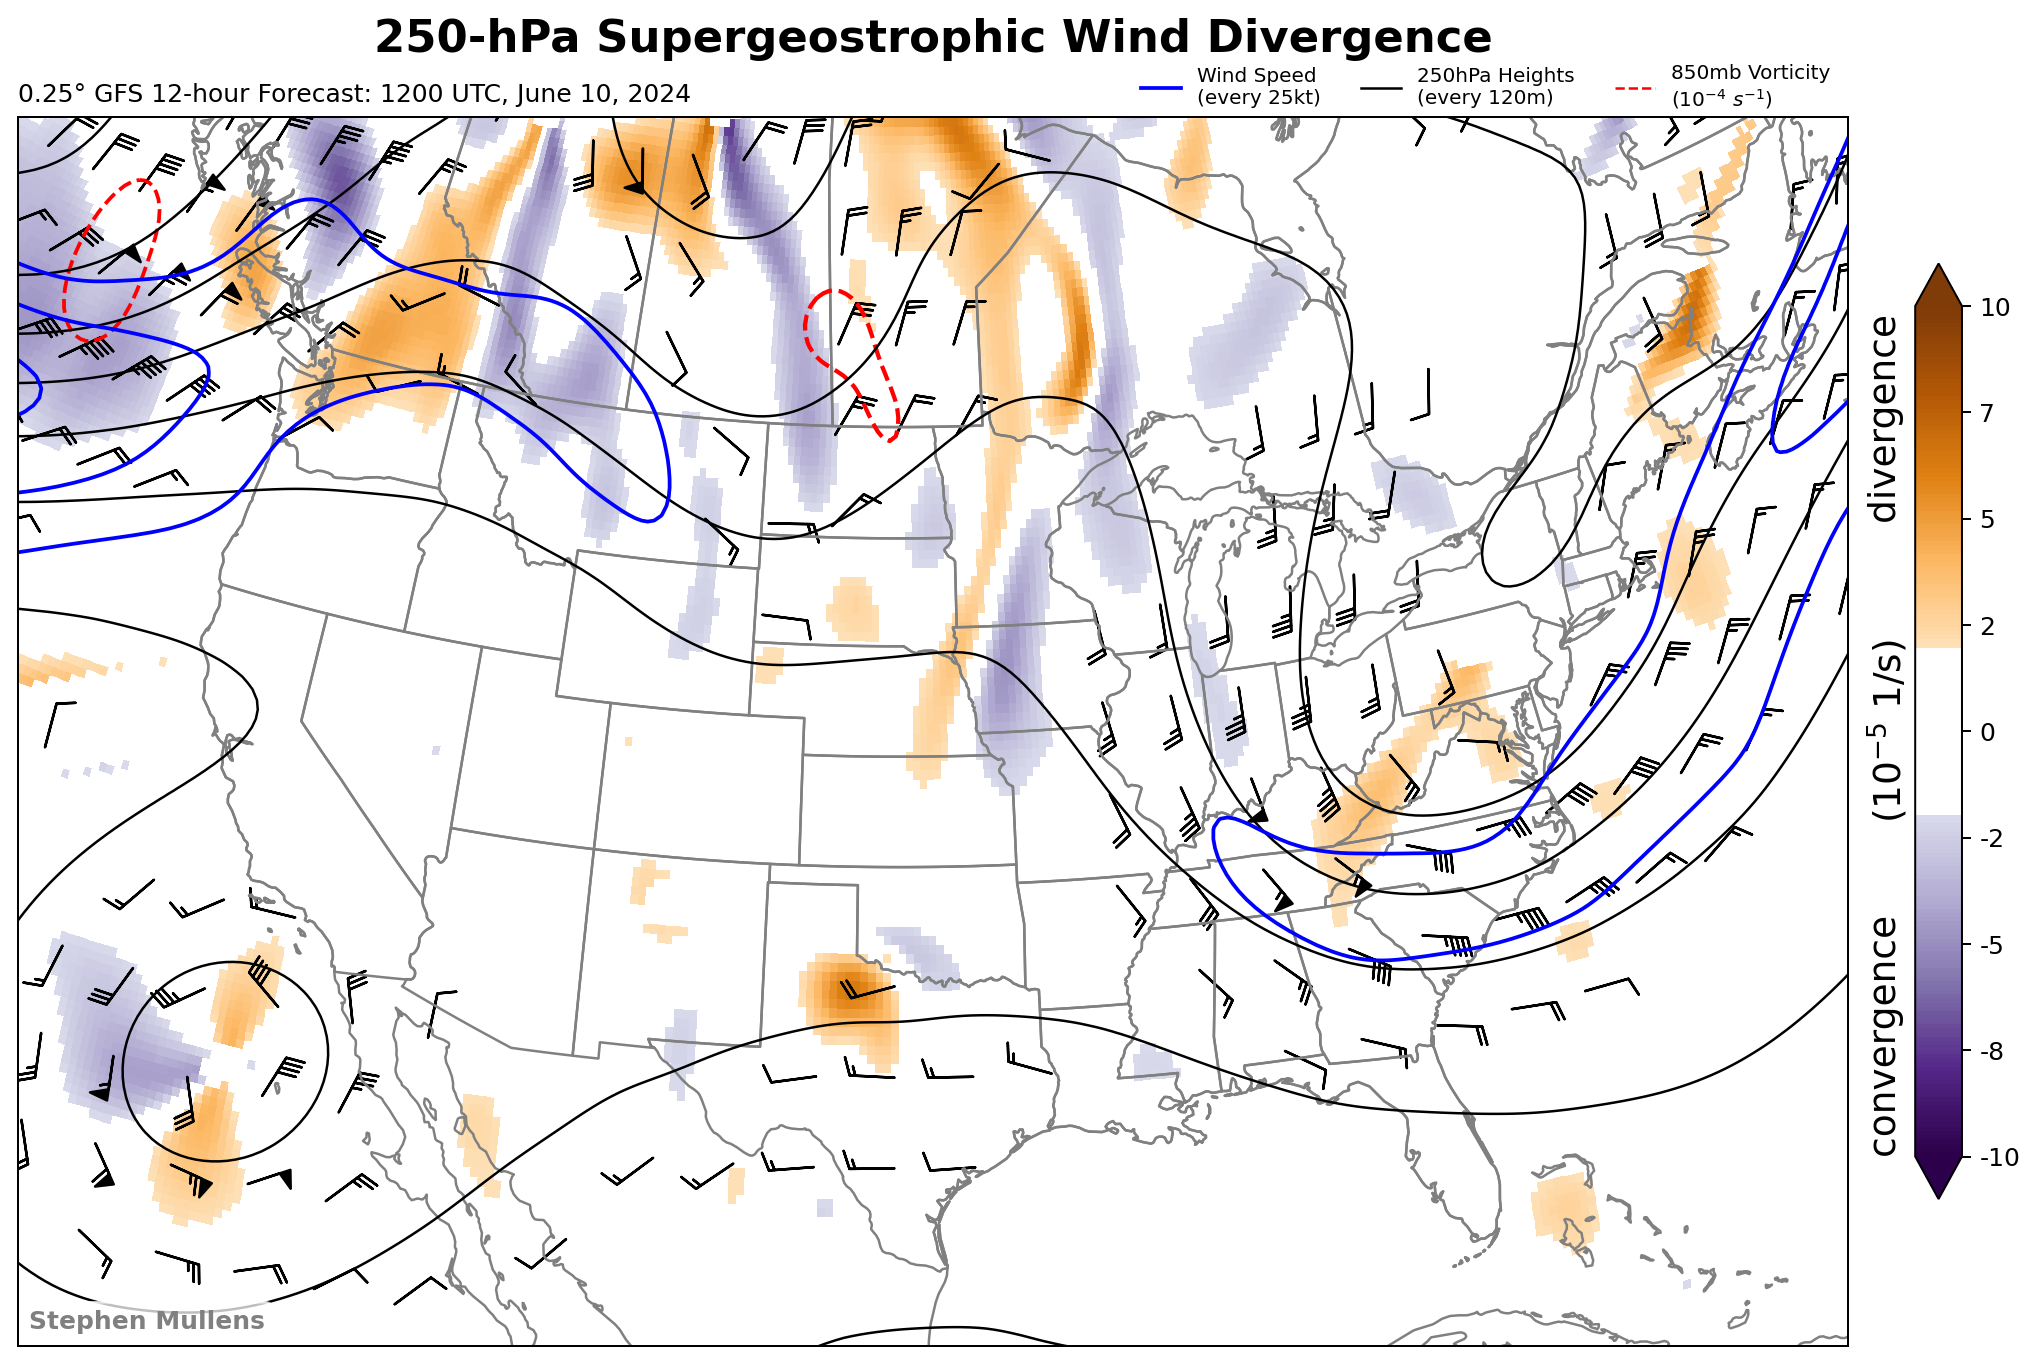 250-hPa Supergeostrophic Wind Divergence
0.25° GFS 12-hour Forecast: 1200 UTC, June 10, 2024
Wind Speed
(every 25kt)
250hPa Heights
(every 120m)
850mb Vorticity
(10⁻⁴ s⁻¹)
10
7
5
2
0
-2
-5
-8
-10
convergence (10⁻⁵ 1/s) divergence
Stephen Mullens